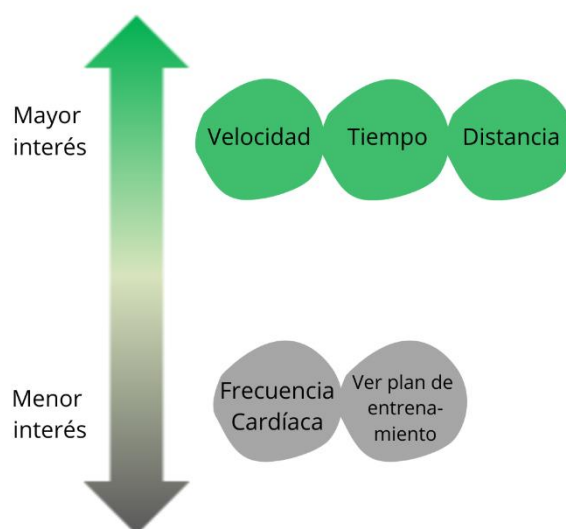 Mayor
interés
Velocidad
Tiempo
Distancia
Menor
interés
Frecuencia
Cardíaca
Ver plan de
entrena-
miento